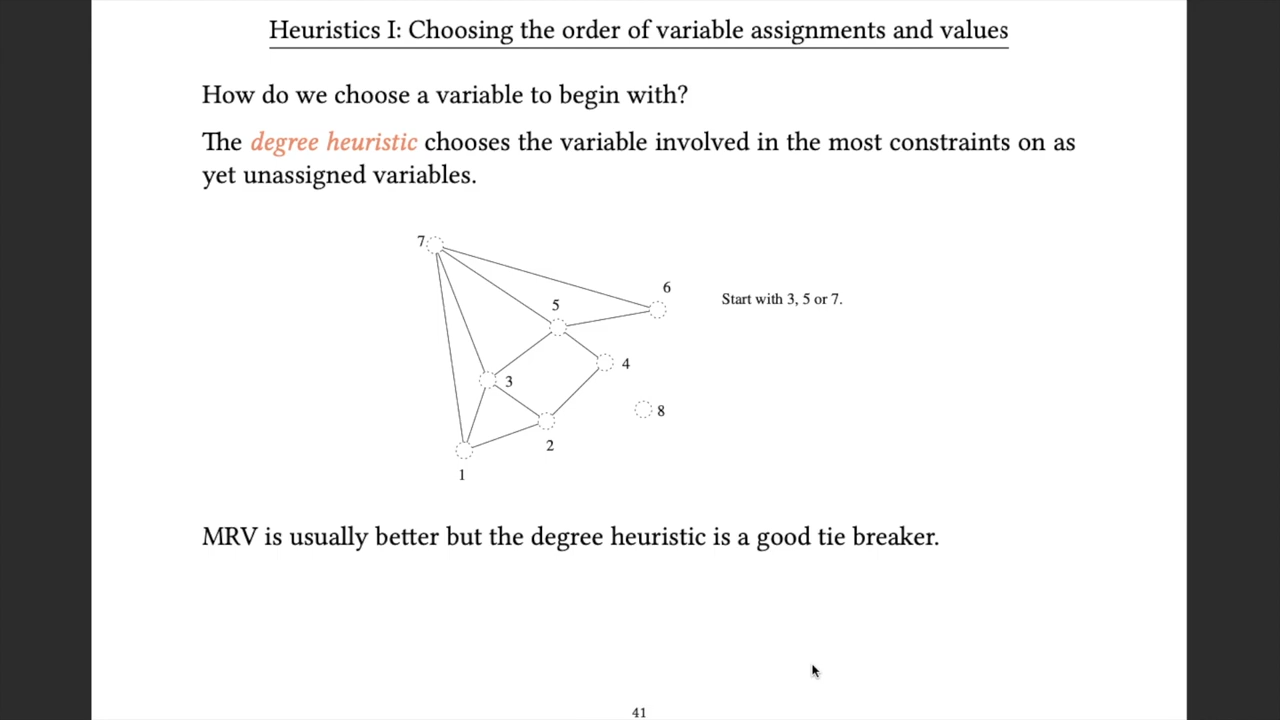 Heuristics I: Choosing the order of variable assignments and values
How do we choose a variable to begin with?
The degree heuristic chooses the variable involved in the most constraints on as
yet unassigned variables.
7
6
5
Start with 3, 5 or 7.
4
3
8
2
1
MRV is usually better but the degree heuristic is a good tie breaker.
41